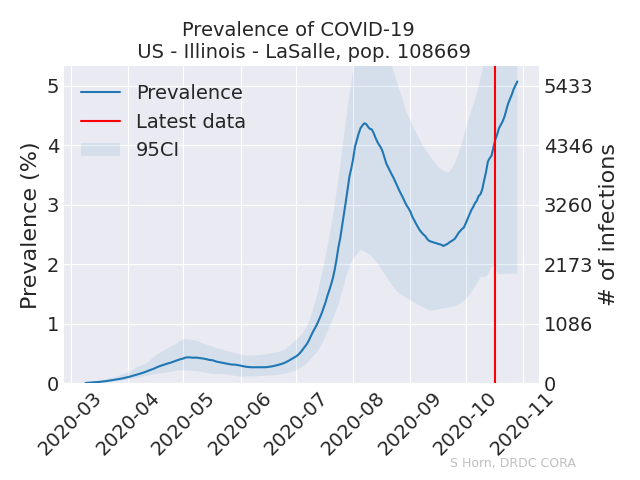 Prevalence of COVID-19
US - Illinois - LaSalle, pop. 108669
Prevalence
Latest data
95CI
Prevalence (%)
5
4
3
2
1
0
5433
4346
3260
2173
1086
0
# of infections
2020-03
2020-04
2020-05
2020-06
2020-07
2020-08
2020-09
2020-10
2020-11
S Horn, DRDC CORA